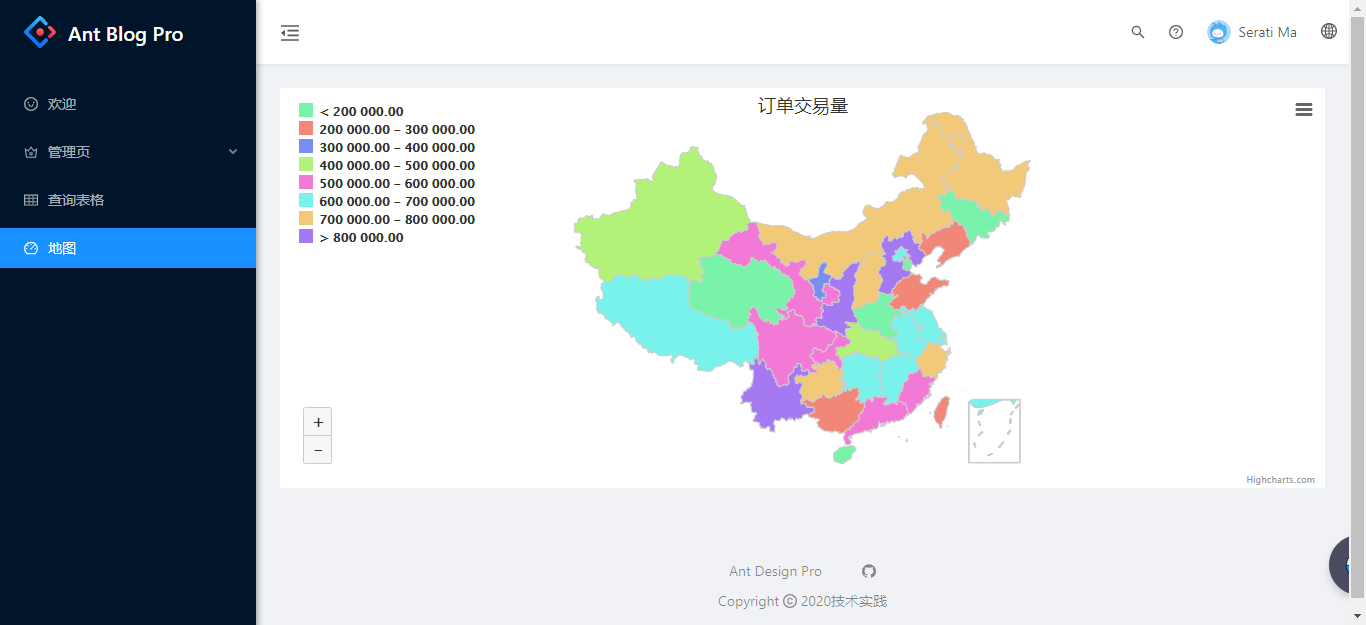 Ant Blog Pro
Serati Ma
欢迎
管理页
查询表格
地图
订单交易量
< 200 000.00
200 000.00 – 300 000.00
300 000.00 – 400 000.00
400 000.00 – 500 000.00
500 000.00 – 600 000.00
600 000.00 – 700 000.00
700 000.00 – 800 000.00
> 800 000.00
+
−
Highcharts.com
Ant Design Pro
Copyright © 2020技术实践